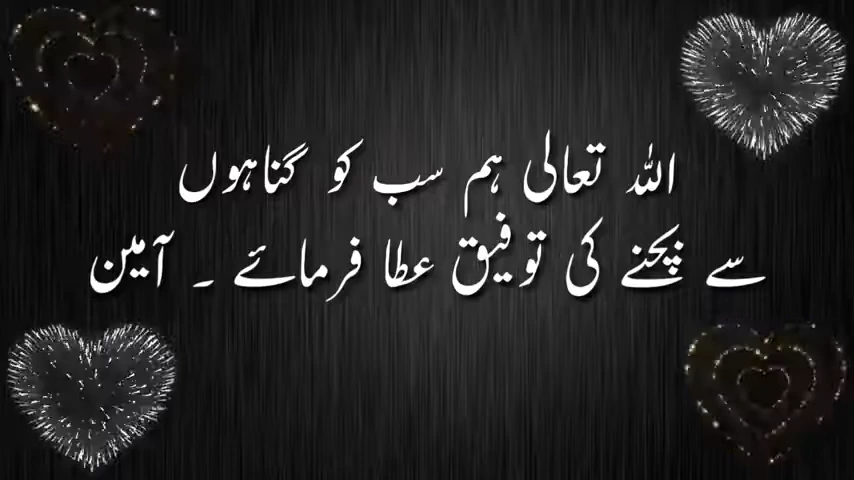 اللہ تعالی ہم سب کو گناہوں
سے بچنے کی توفیق عطا فرمائے ۔ آمین